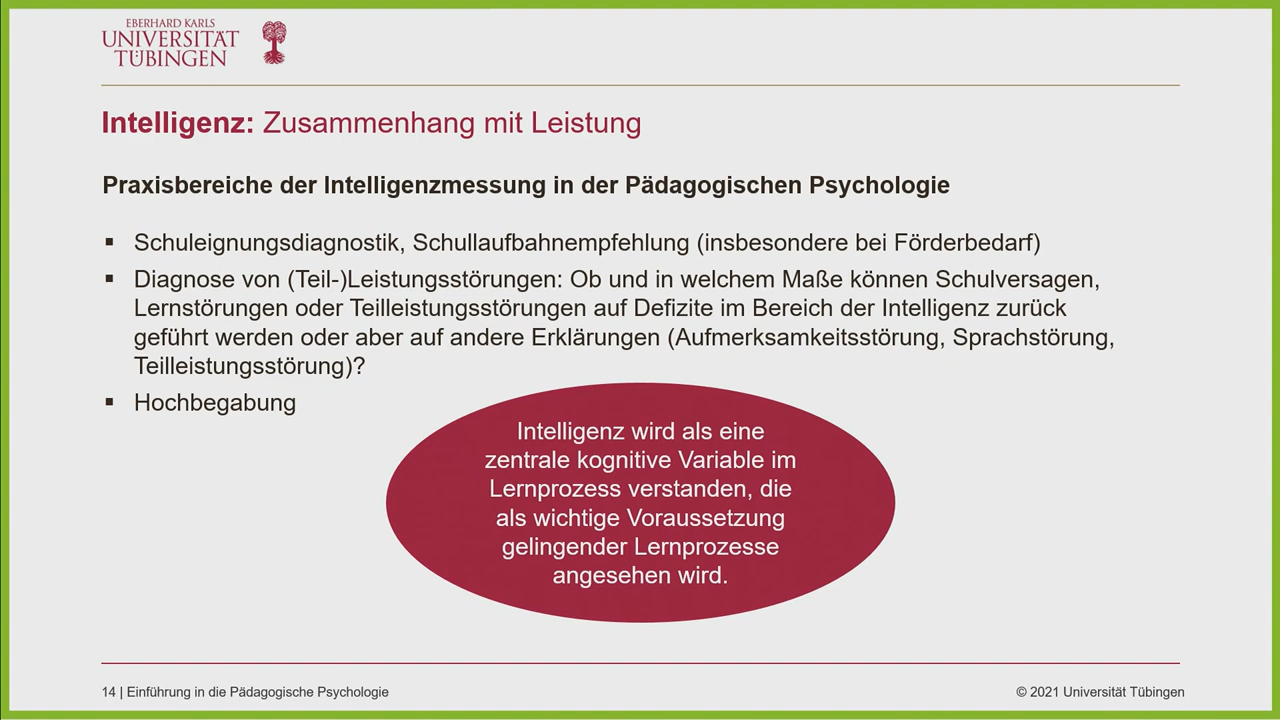 EBERHARD KARLS
UNIVERSITÄT
TÜBINGEN
Intelligenz: Zusammenhang mit Leistung
Praxisbereiche der Intelligenzmessung in der Pädagogischen Psychologie
▪ Schuleignungsdiagnostik, Schullaufbahnempfehlung (insbesondere bei Förderbedarf)
▪ Diagnose von (Teil-)Leistungsstörungen: Ob und in welchem Maße können Schulversagen,
Lernstörungen oder Teilleistungsstörungen auf Defizite im Bereich der Intelligenz zurück
geführt werden oder aber auf andere Erklärungen (Aufmerksamkeitsstörung, Sprachstörung,
Teilleistungsstörung)?
▪ Hochbegabung
Intelligenz wird als eine
zentrale kognitive Variable im
Lernprozess verstanden, die
als wichtige Voraussetzung
gelingender Lernprozesse
angesehen wird.
14 | Einführung in die Pädagogische Psychologie
© 2021 Universität Tübingen